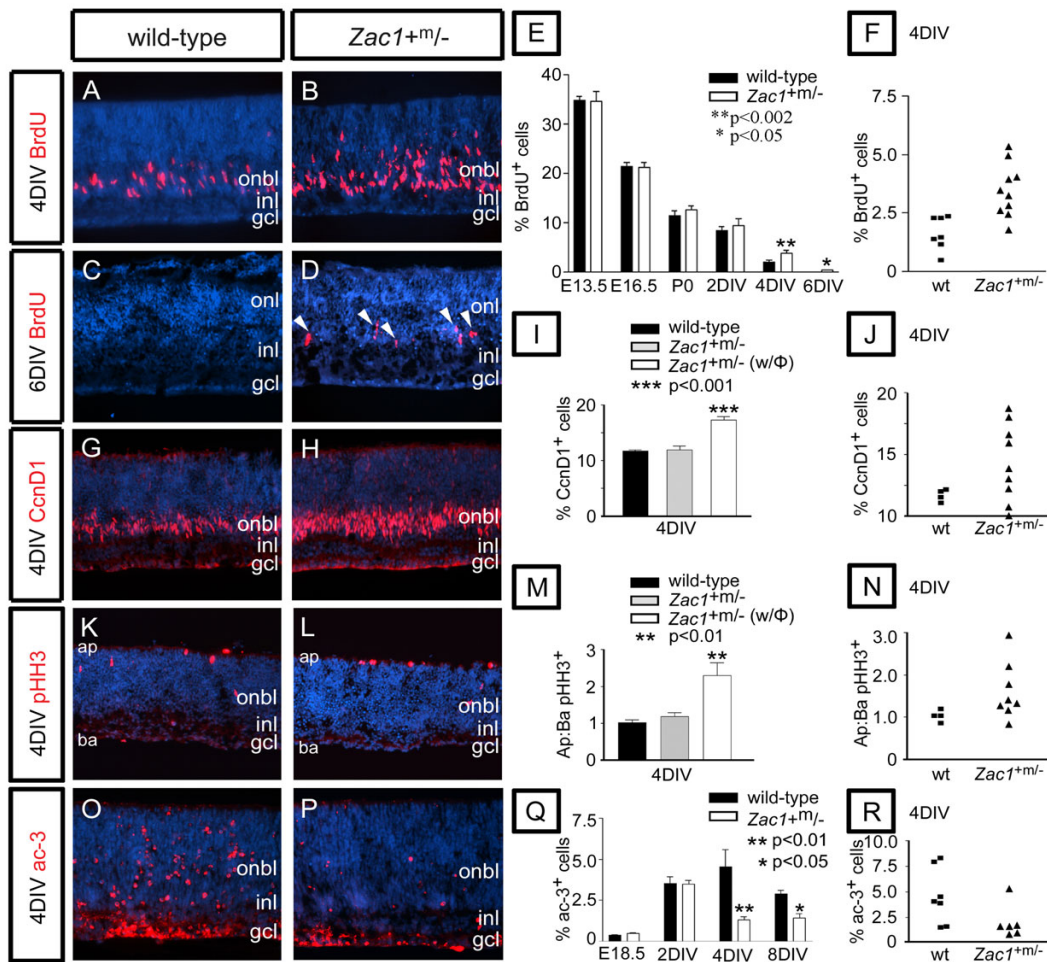 wild-type
Zac1+m/-
4DIV BrdU
A
onbl
inl
gcl
B
onbl
inl
gcl
E
% BrdU+ cells
40
30
20
10
0
wild-type
Zac1+m/-
**p<0.002
* p<0.05
**
*
E13.5 E16.5 P0 2DIV 4DIV 6DIV
F
4DIV
% BrdU+ cells
7.5
5.0
2.5
0
wt Zac1+m/-
6DIV BrdU
C
onl
inl
gcl
D
onl
inl
gcl
4DIV CcnD1
G
onbl
inl
gcl
H
onbl
inl
gcl
I
wild-type
Zac1+m/-
Zac1+m/- (w/Φ)
*** p<0.001
% CcnD1+ cells
20
10
0
***
4DIV
J
4DIV
% CcnD1+ cells
20
15
10
wt Zac1+m/-
4DIV pHH3
K
ap
onbl
inl
ba
gcl
L
ap
onbl
inl
ba
gcl
M
wild-type
Zac1+m/-
Zac1+m/- (w/Φ)
** p<0.01
Ap:Ba pHH3+
3
2
1
0
**
4DIV
N
4DIV
Ap:Ba pHH3+
3.0
2.0
1.0
0
wt Zac1+m/-
4DIV ac-3
O
onbl
inl
gcl
P
onbl
inl
gcl
Q
wild-type
Zac1+m/-
** p<0.01
* p<0.05
% ac-3+ cells
7.5
5.0
2.5
0
**
*
E18.5 2DIV 4DIV 8DIV
R
4DIV
% ac-3+ cells
10.0
7.5
5.0
2.5
0
wt Zac1+m/-